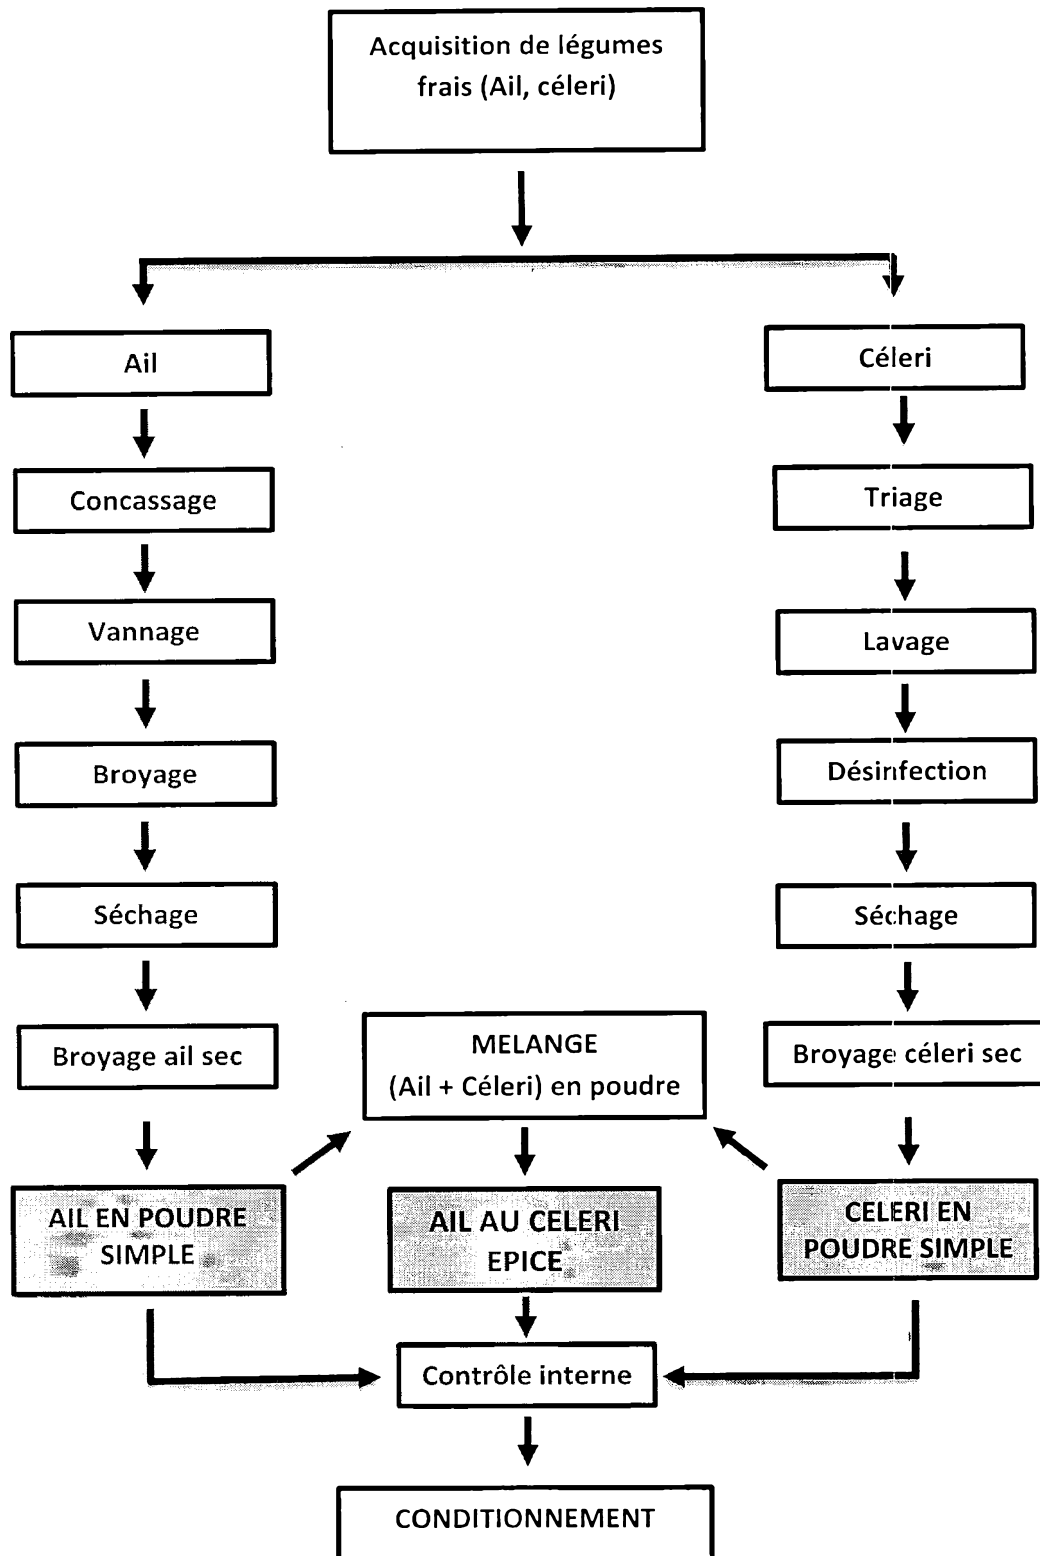 Acquisition de légumes
frais (Ail, céleri)
Ail
Céleri
Concassage
Triage
Vannage
Lavage
Broyage
Désinfection
Séchage
Séchage
Broyage ail sec
MELANGE
(Ail + Céleri) en poudre
Broyage céleri sec
AIL EN POUDRE
SIMPLE
AIL AU CELERI
EPICE
CELERI EN
POUDRE SIMPLE
Contrôle interne
CONDITIONNEMENT